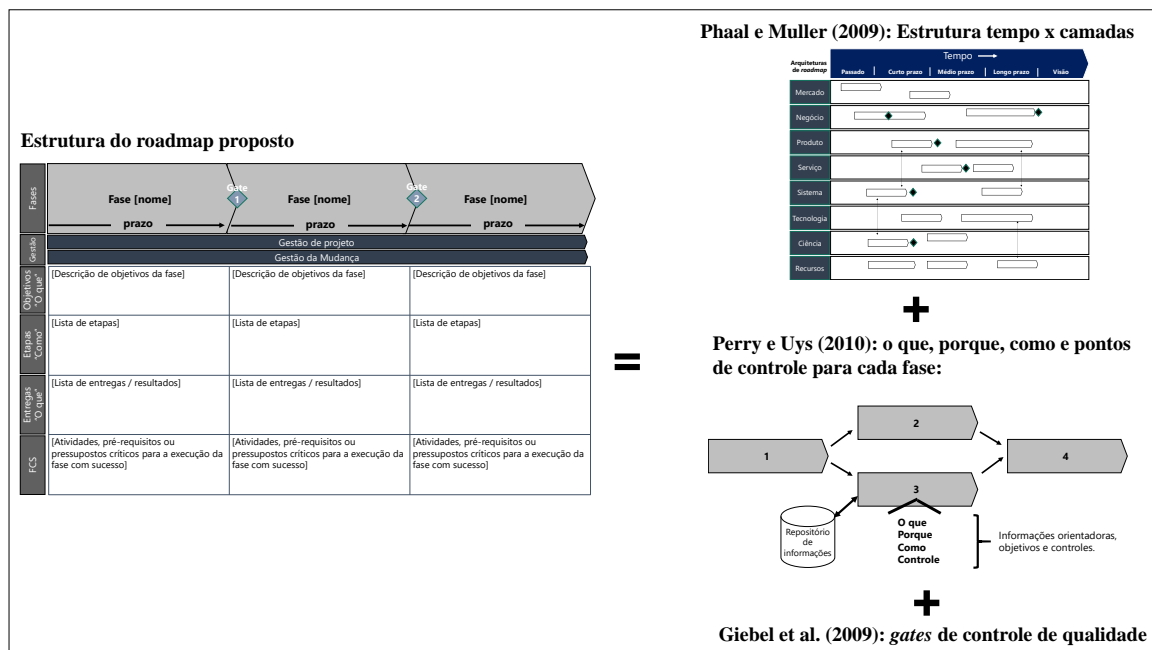 Phaal e Muller (2009): Estrutura tempo x camadas
Arquiteturas
de roadmap
Tempo
Passado
Curto prazo
Médio prazo
Longo prazo
Visão
Mercado
Negócio
Produto
Serviço
Sistema
Tecnologia
Ciência
Recursos
+
Perry e Uys (2010): o que, porque, como e pontos
de controle para cada fase:
1
2
3
4
Repositório
de
informações
O que
Porque
Como
Controle
Informações orientadoras,
objetivos e controles.
+
Giebel et al. (2009): gates de controle de qualidade
=
Estrutura do roadmap proposto
Fases
Fase [nome]
prazo
Gate
1
Fase [nome]
prazo
Gate
2
Fase [nome]
prazo
Gestão
Gestão de projeto
Gestão da Mudança
Objetivos
"O que"
[Descrição de objetivos da fase]
[Descrição de objetivos da fase]
[Descrição de objetivos da fase]
Etapas
"Como"
[Lista de etapas]
[Lista de etapas]
[Lista de etapas]
Entregas
"O que"
[Lista de entregas / resultados]
[Lista de entregas / resultados]
[Lista de entregas / resultados]
FCS
[Atividades, pré-requisitos ou
pressupostos críticos para a execução da
fase com sucesso]
[Atividades, pré-requisitos ou
pressupostos críticos para a execução da
fase com sucesso]
[Atividades, pré-requisitos ou
pressupostos críticos para a execução da
fase com sucesso]